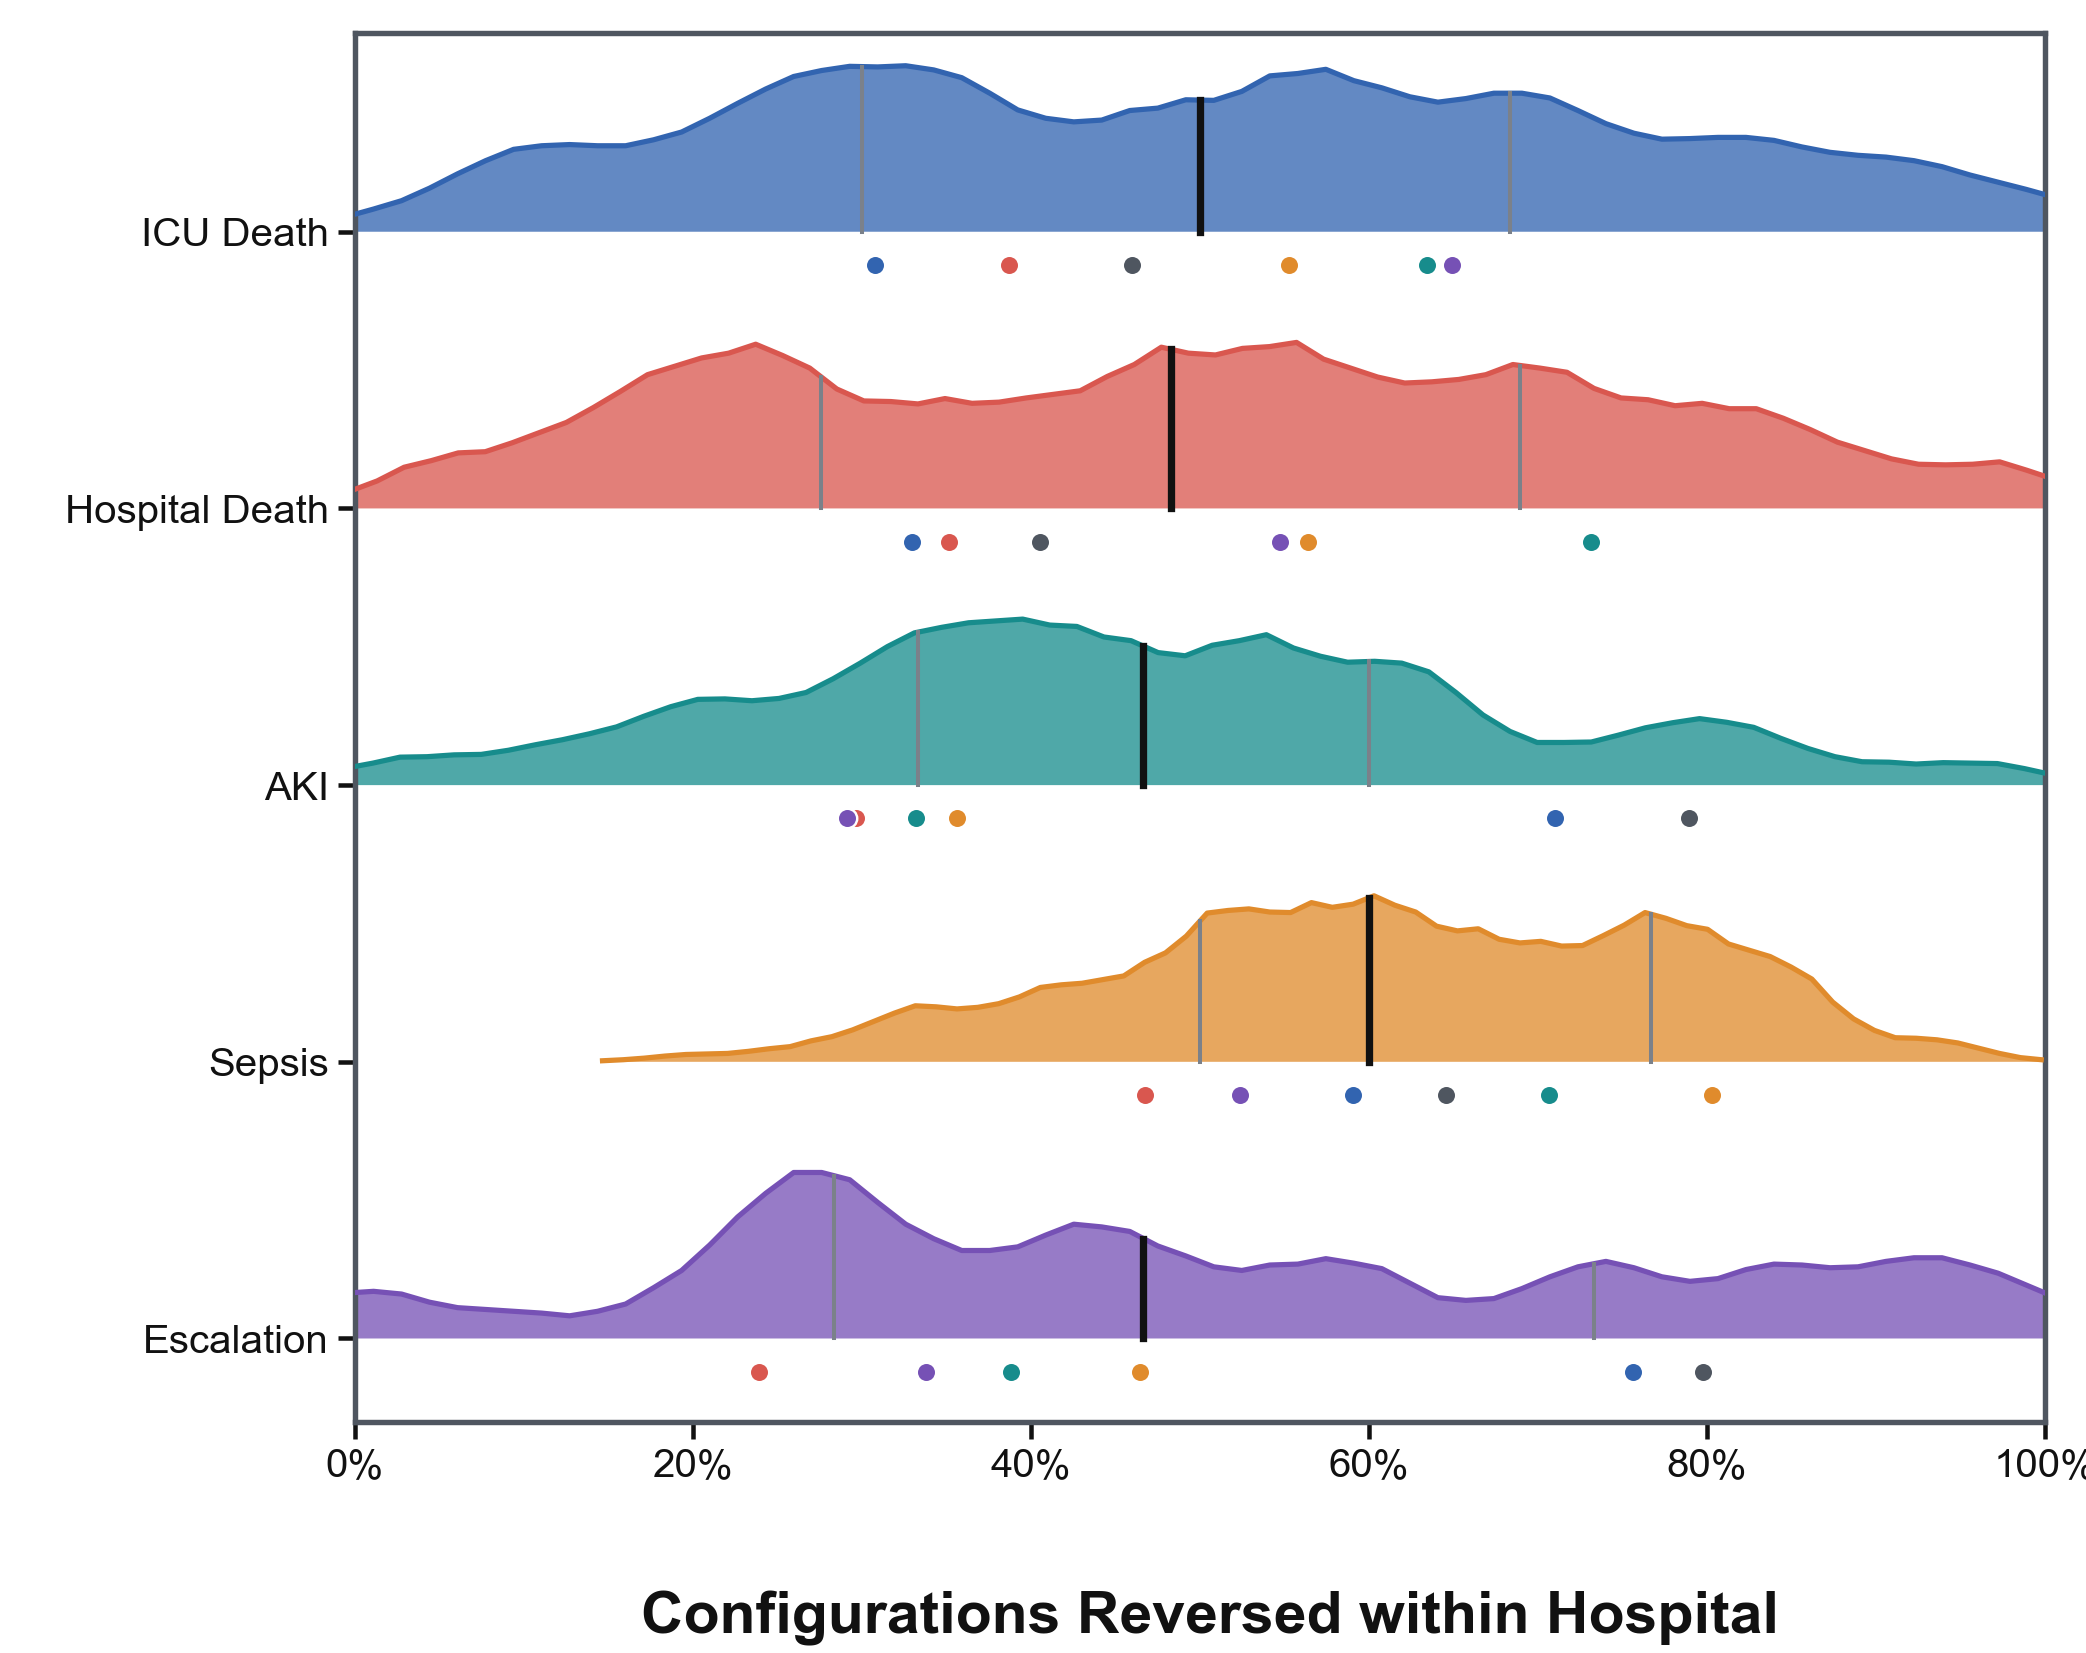 ICU Death
Hospital Death
AKI
Sepsis
Escalation
0% 20% 40% 60% 80% 100%
Configurations Reversed within Hospital